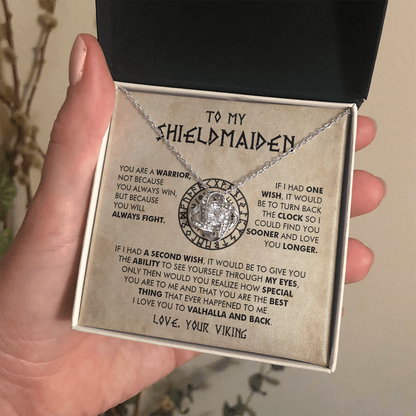 TO MY
SHIELDMAIDEN
YOU ARE A WARRIOR,
NOT BECAUSE
YOU ALWAYS WIN,
BUT BECAUSE
YOU WILL
ALWAYS FIGHT.
IF I HAD ONE
WISH, IT WOULD
BE TO TURN BACK
THE CLOCK SO I
COULD FIND YOU
SOONER AND LOVE
YOU LONGER.
IF I HAD A SECOND WISH, IT WOULD BE TO GIVE YOU
THE ABILITY TO SEE YOURSELF THROUGH MY EYES,
ONLY THEN WOULD YOU REALIZE HOW SPECIAL
YOU ARE TO ME AND THAT YOU ARE THE BEST
THING THAT EVER HAPPENED TO ME.
I LOVE YOU TO VALHALLA AND BACK.
LOVE, YOUR VIKING